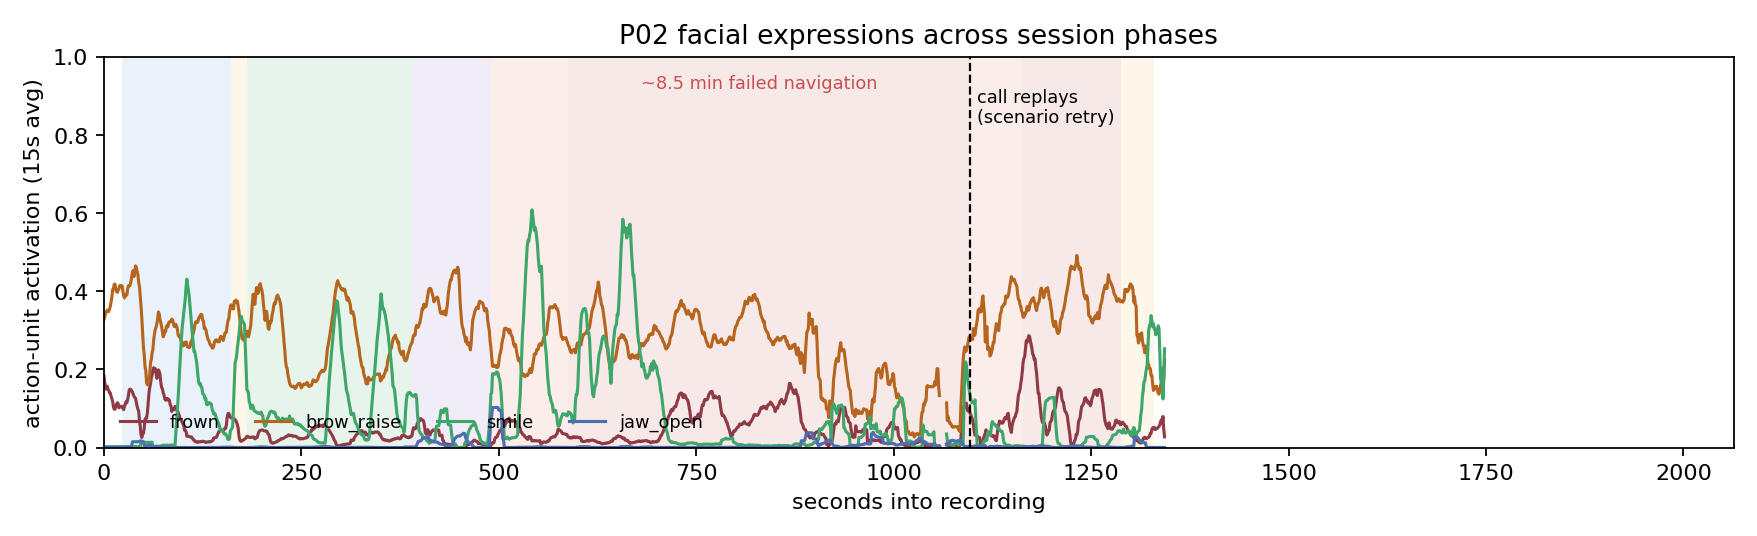 P02 facial expressions across session phases
action-unit activation (15s avg)
1.0
0.8
0.6
0.4
0.2
0.0
~8.5 min failed navigation
call replays
(scenario retry)
frown brow_raise smile jaw_open
0 250 500 750 1000 1250 1500 1750 2000
seconds into recording